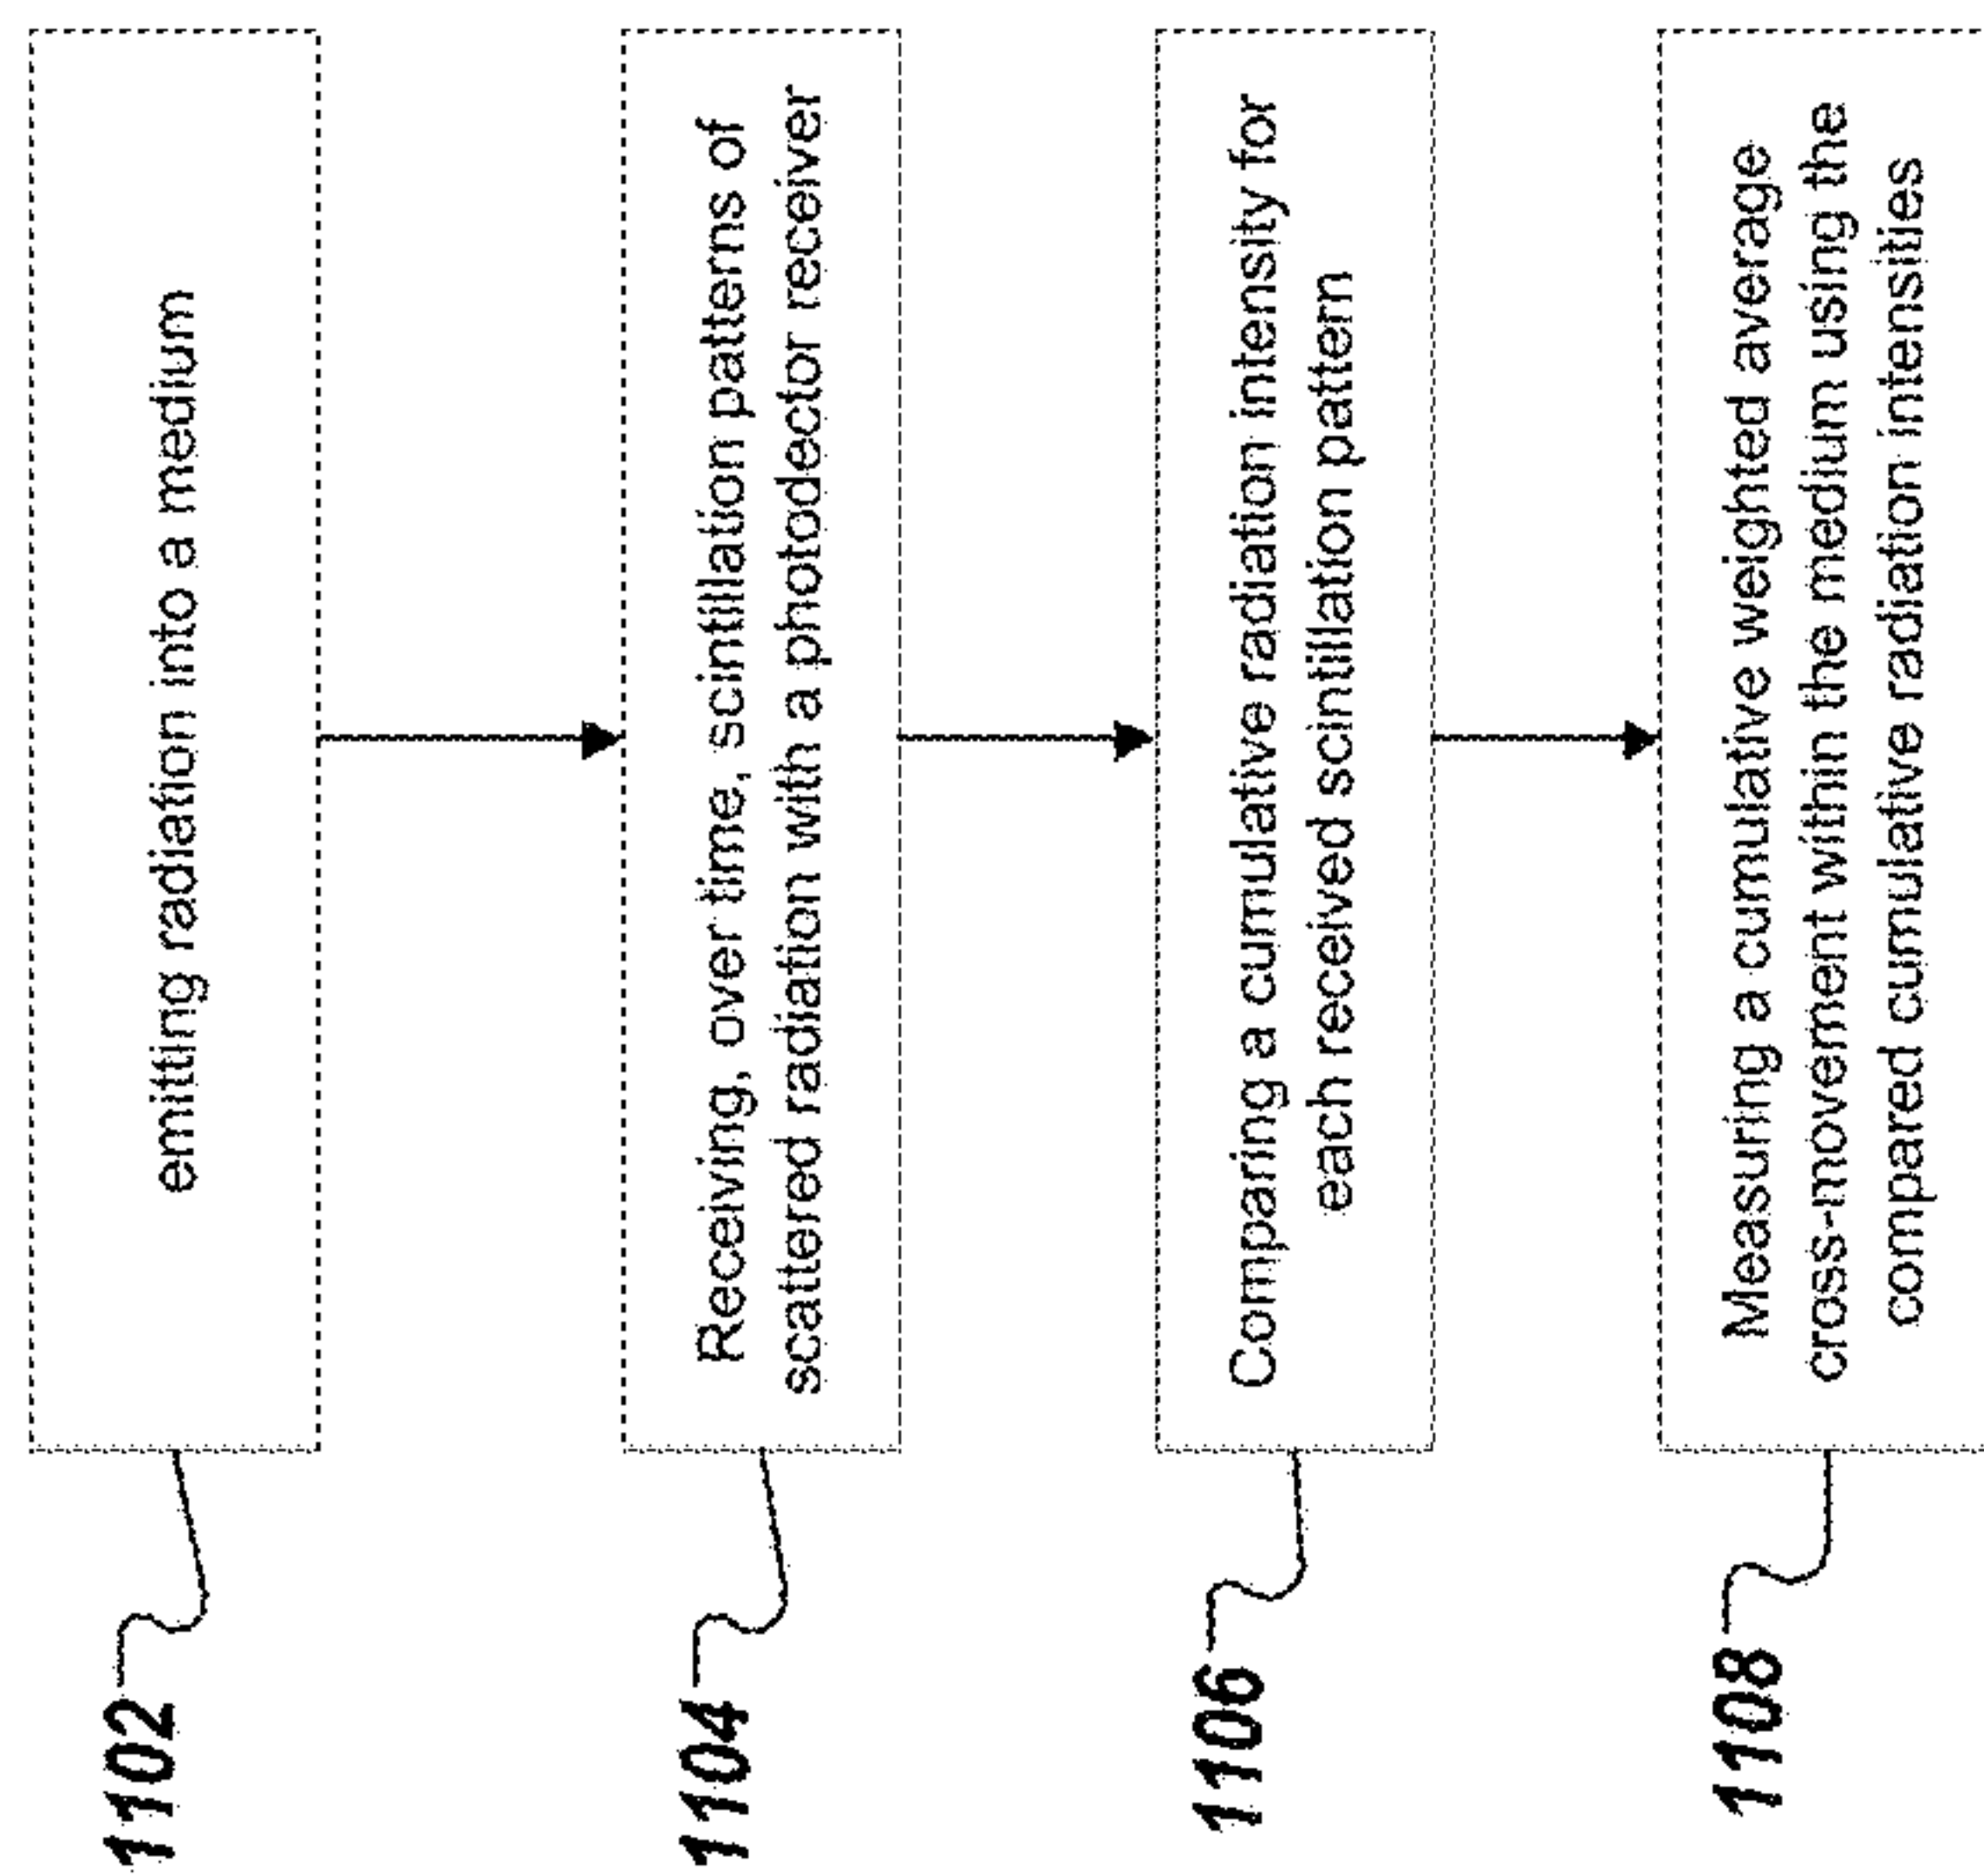 1102
emitting radiation into a medium
1104
Receiving, over time, scintillation patterns of
scattered radiation with a photodector receiver
1106
Comparing a cumulative radiation intensity for
each received scintillation pattern
1108
Measuring a cumulative weighted average
cross-movement within the medium using the
compared cumulative radiation intensities